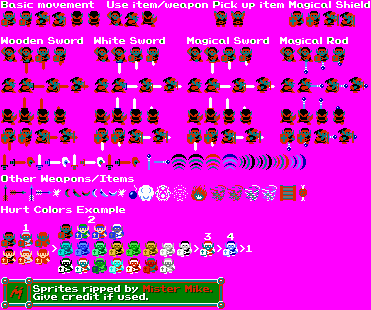 Basic movement Use item/weapon Pick up item Magical Shield
Wooden Sword White Sword Magical Sword Magical Rod
Other Weapons/Items
Hurt Colors Example
1 2
3 4
> > > >1
Sprites ripped by Mister Mike.
Give credit if used.